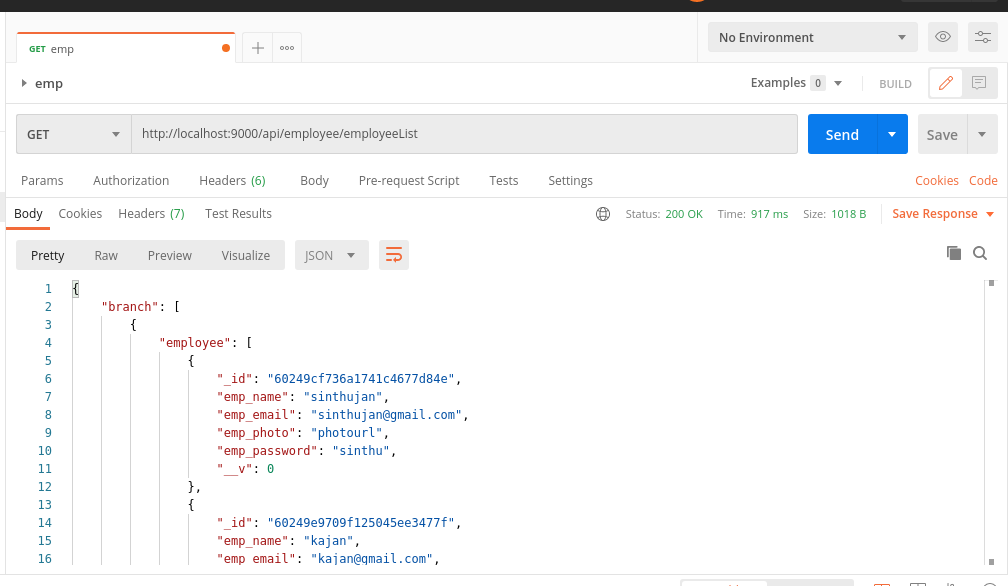 GET emp
No Environment
emp
Examples 0
BUILD
GET http://localhost:9000/api/employee/employeeList
Send
Save
Params Authorization Headers (6) Body Pre-request Script Tests Settings
Cookies Code
Body Cookies Headers (7) Test Results
Status: 200 OK Time: 917 ms Size: 1018 B
Save Response
Pretty Raw Preview Visualize JSON
1 {
2 "branch": [
3 {
4 "employee": [
5 {
6 "_id": "60249cf736a1741c4677d84e",
7 "emp_name": "sinthujan",
8 "emp_email": "sinthujan@gmail.com",
9 "emp_photo": "photourl",
10 "emp_password": "sinthu",
11 "__v": 0
12 },
13 {
14 "_id": "60249e9709f125045ee3477f",
15 "emp_name": "kajan",
16 "emp_email": "kajan@gmail.com",